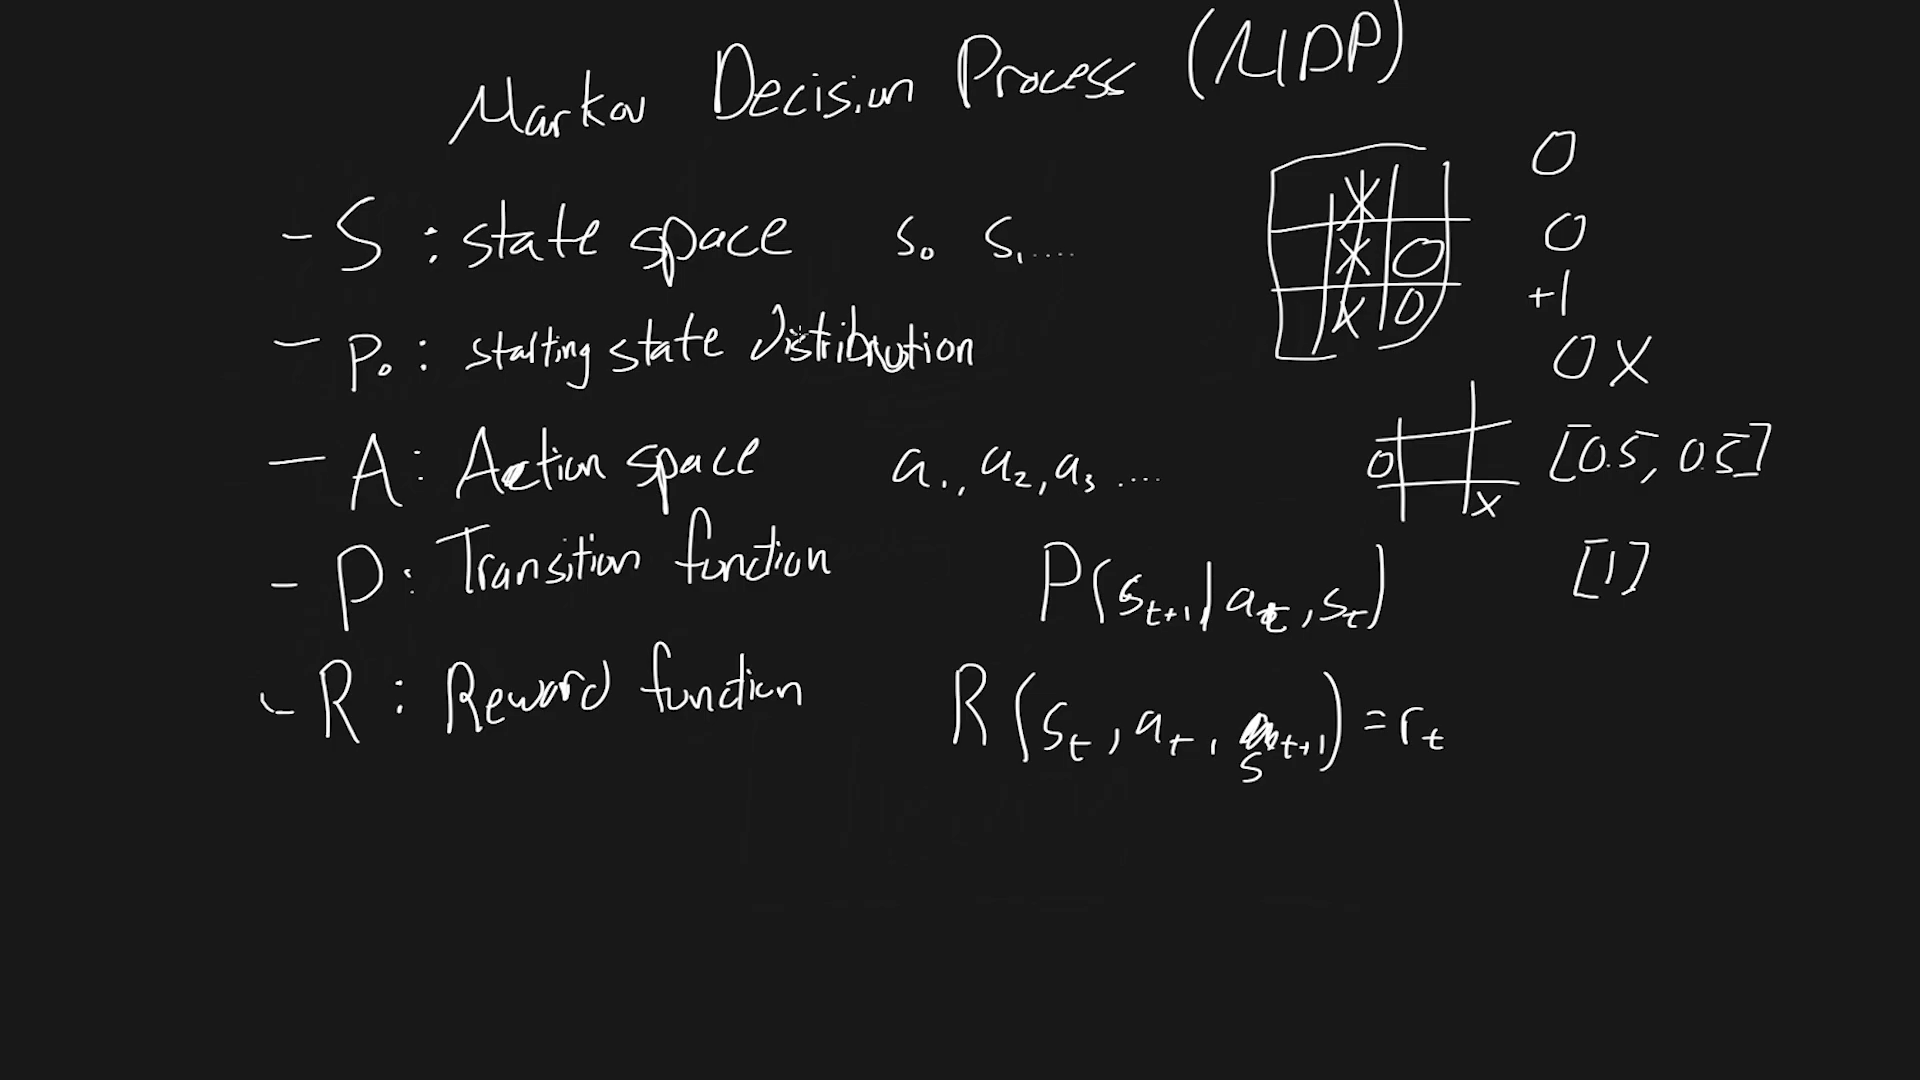 Markov Decision Process (MDP)
- S : state space s₀ s₁....
- p₀ : starting state distribution
- A : Action space a₁, a₂, a₃ ....
- P : Transition function P(sₜ₊₁|aₜ, sₜ)
- R : Reward function R(sₜ, aₜ, sₜ₊₁) = rₜ
X
X O
X O
0
0
+1
O X
O
X
[0.5, 0.5]
[1]